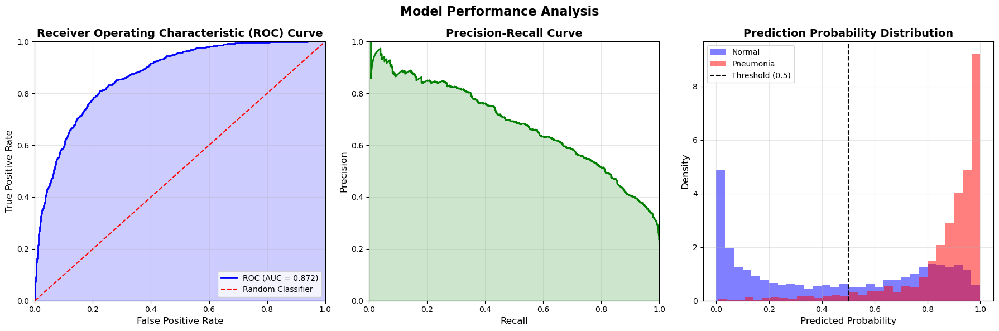 Model Performance Analysis
Receiver Operating Characteristic (ROC) Curve
True Positive Rate
1.0
0.8
0.6
0.4
0.2
0.0
0.0 0.2 0.4 0.6 0.8 1.0
False Positive Rate
ROC (AUC = 0.872)
Random Classifier
Precision-Recall Curve
Precision
1.0
0.8
0.6
0.4
0.2
0.0
0.0 0.2 0.4 0.6 0.8 1.0
Recall
Prediction Probability Distribution
Normal
Pneumonia
Threshold (0.5)
Density
8
6
4
2
0
0.0 0.2 0.4 0.6 0.8 1.0
Predicted Probability